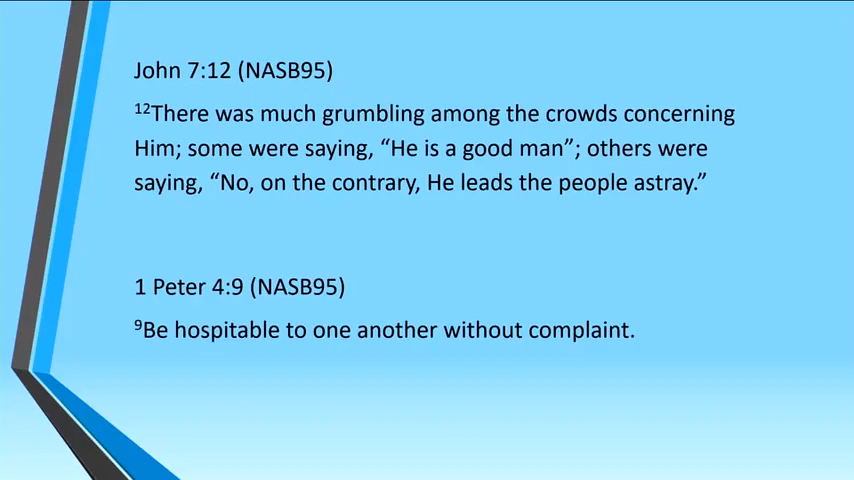 John 7:12 (NASB95)
¹²There was much grumbling among the crowds concerning
Him; some were saying, “He is a good man”; others were
saying, “No, on the contrary, He leads the people astray.”
1 Peter 4:9 (NASB95)
⁹Be hospitable to one another without complaint.